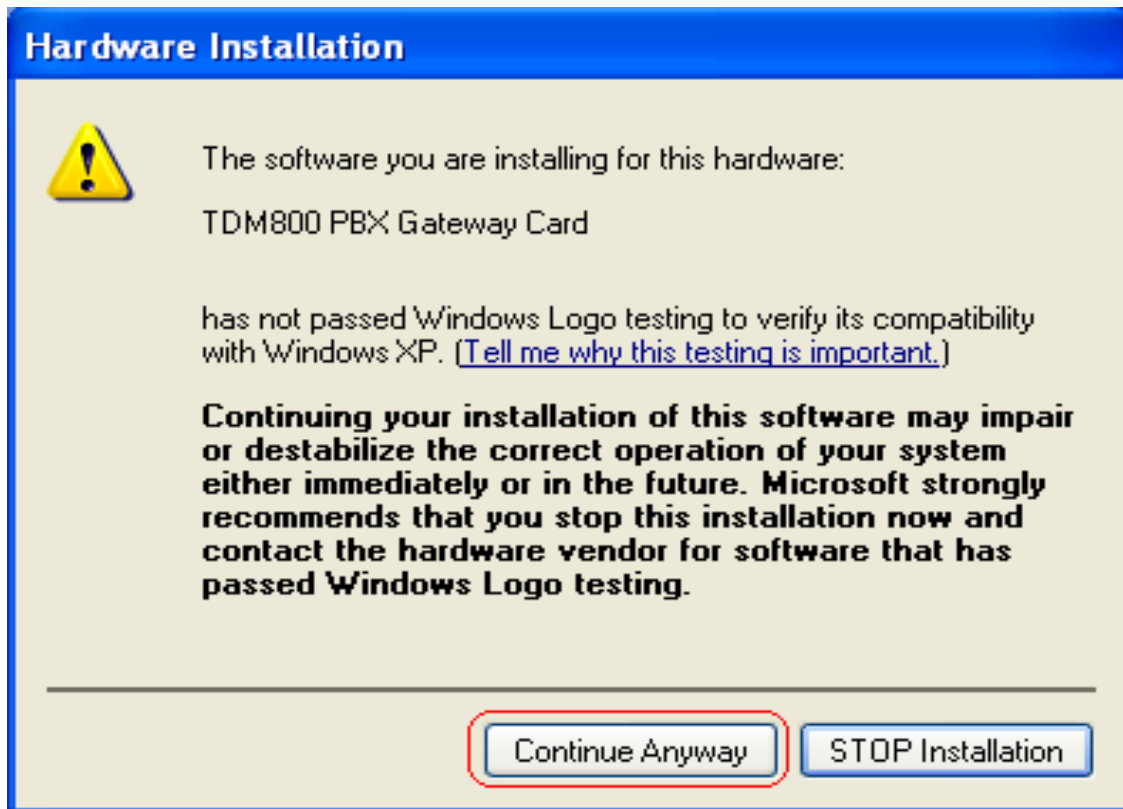 Hardware Installation
The software you are installing for this hardware:
TDM800 PBX Gateway Card
has not passed Windows Logo testing to verify its compatibility
with Windows XP. (Tell me why this testing is important.)
Continuing your installation of this software may impair
or destabilize the correct operation of your system
either immediately or in the future. Microsoft strongly
recommends that you stop this installation now and
contact the hardware vendor for software that has
passed Windows Logo testing.
Continue Anyway
STOP Installation